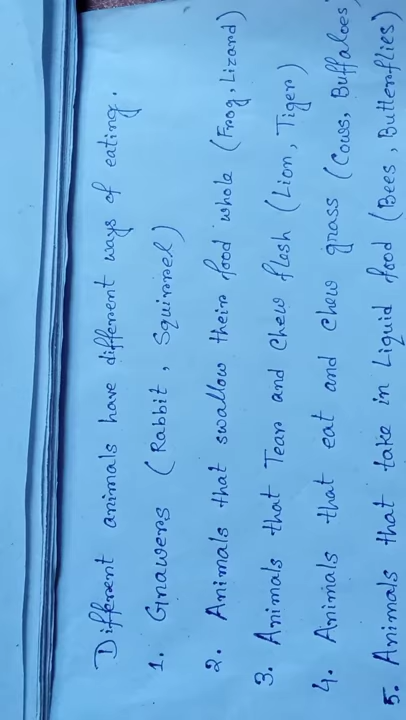 Different animals have different ways of eating.
1. Gnawers (Rabbit, Squirrel)
2. Animals that swallow their food whole (Frog, Lizard)
3. Animals that Tear and chew flesh (Lion, Tiger)
4. Animals that eat and chew grass (Cows, Buffaloes)
5. Animals that take in Liquid food (Bees, Butterflies)